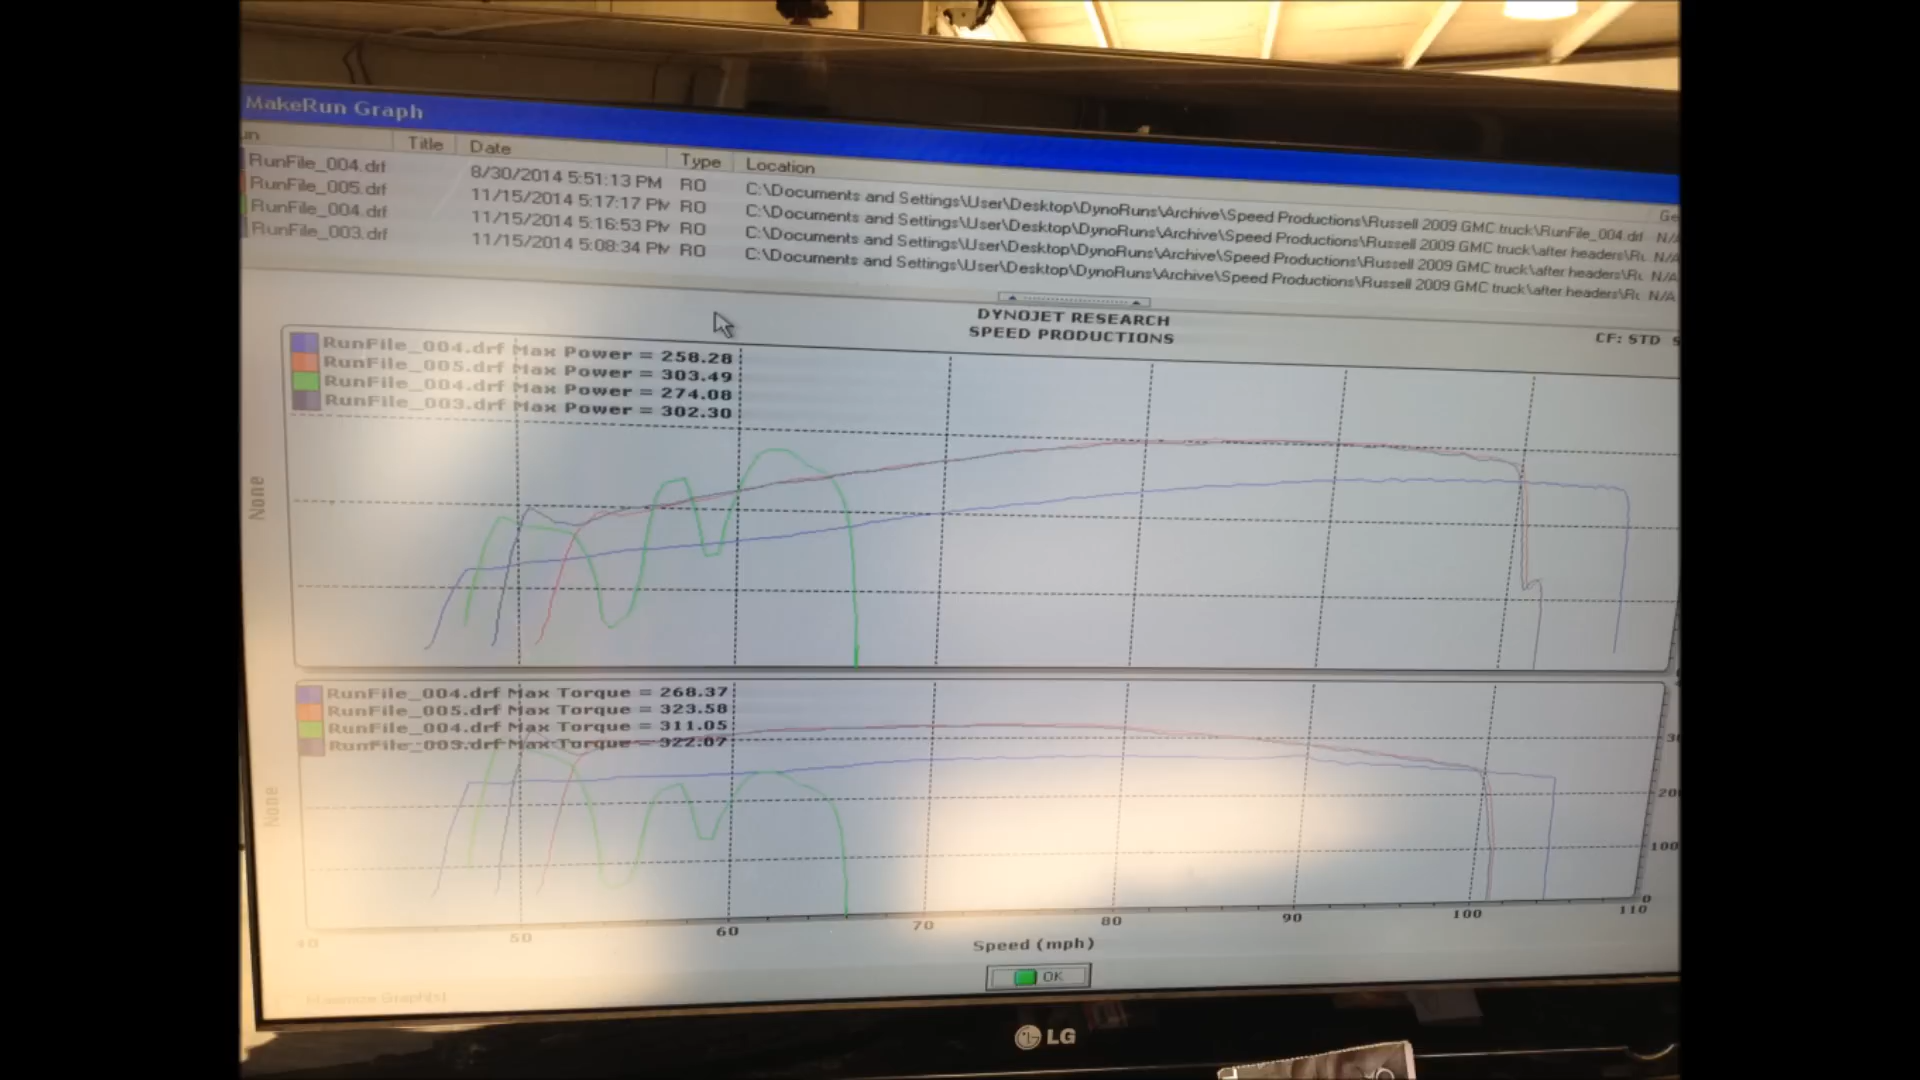 MakeRun Graph
un Title Date Type Location
RunFile_004.drf 8/30/2014 5:51:13 PM RO C:\Documents and Settings\User\Desktop\DynoRuns\Archive\Speed Productions\Russell 2009 GMC truck\RunFile_004.drf N/A
RunFile_005.drf 11/15/2014 5:17:17 PM RO C:\Documents and Settings\User\Desktop\DynoRuns\Archive\Speed Productions\Russell 2009 GMC truck\after headers\Ru N/A
RunFile_004.drf 11/15/2014 5:16:53 PM RO C:\Documents and Settings\User\Desktop\DynoRuns\Archive\Speed Productions\Russell 2009 GMC truck\after headers\Ru N/A
RunFile_003.drf 11/15/2014 5:08:34 PM RO C:\Documents and Settings\User\Desktop\DynoRuns\Archive\Speed Productions\Russell 2009 GMC truck\after headers\Ru N/A
DYNOJET RESEARCH
SPEED PRODUCTIONS
CF: STD S
RunFile_004.drf Max Power = 258.28
RunFile_005.drf Max Power = 303.49
RunFile_004.drf Max Power = 274.08
RunFile_003.drf Max Power = 302.30
None
RunFile_004.drf Max Torque = 268.37
RunFile_005.drf Max Torque = 323.58
RunFile_004.drf Max Torque = 311.05
RunFile_003.drf Max Torque = 322.07
None
30
20
100
0
40 50 60 70 80 90 100 110
Speed (mph)
OK
Maximize Graph(s)
LG